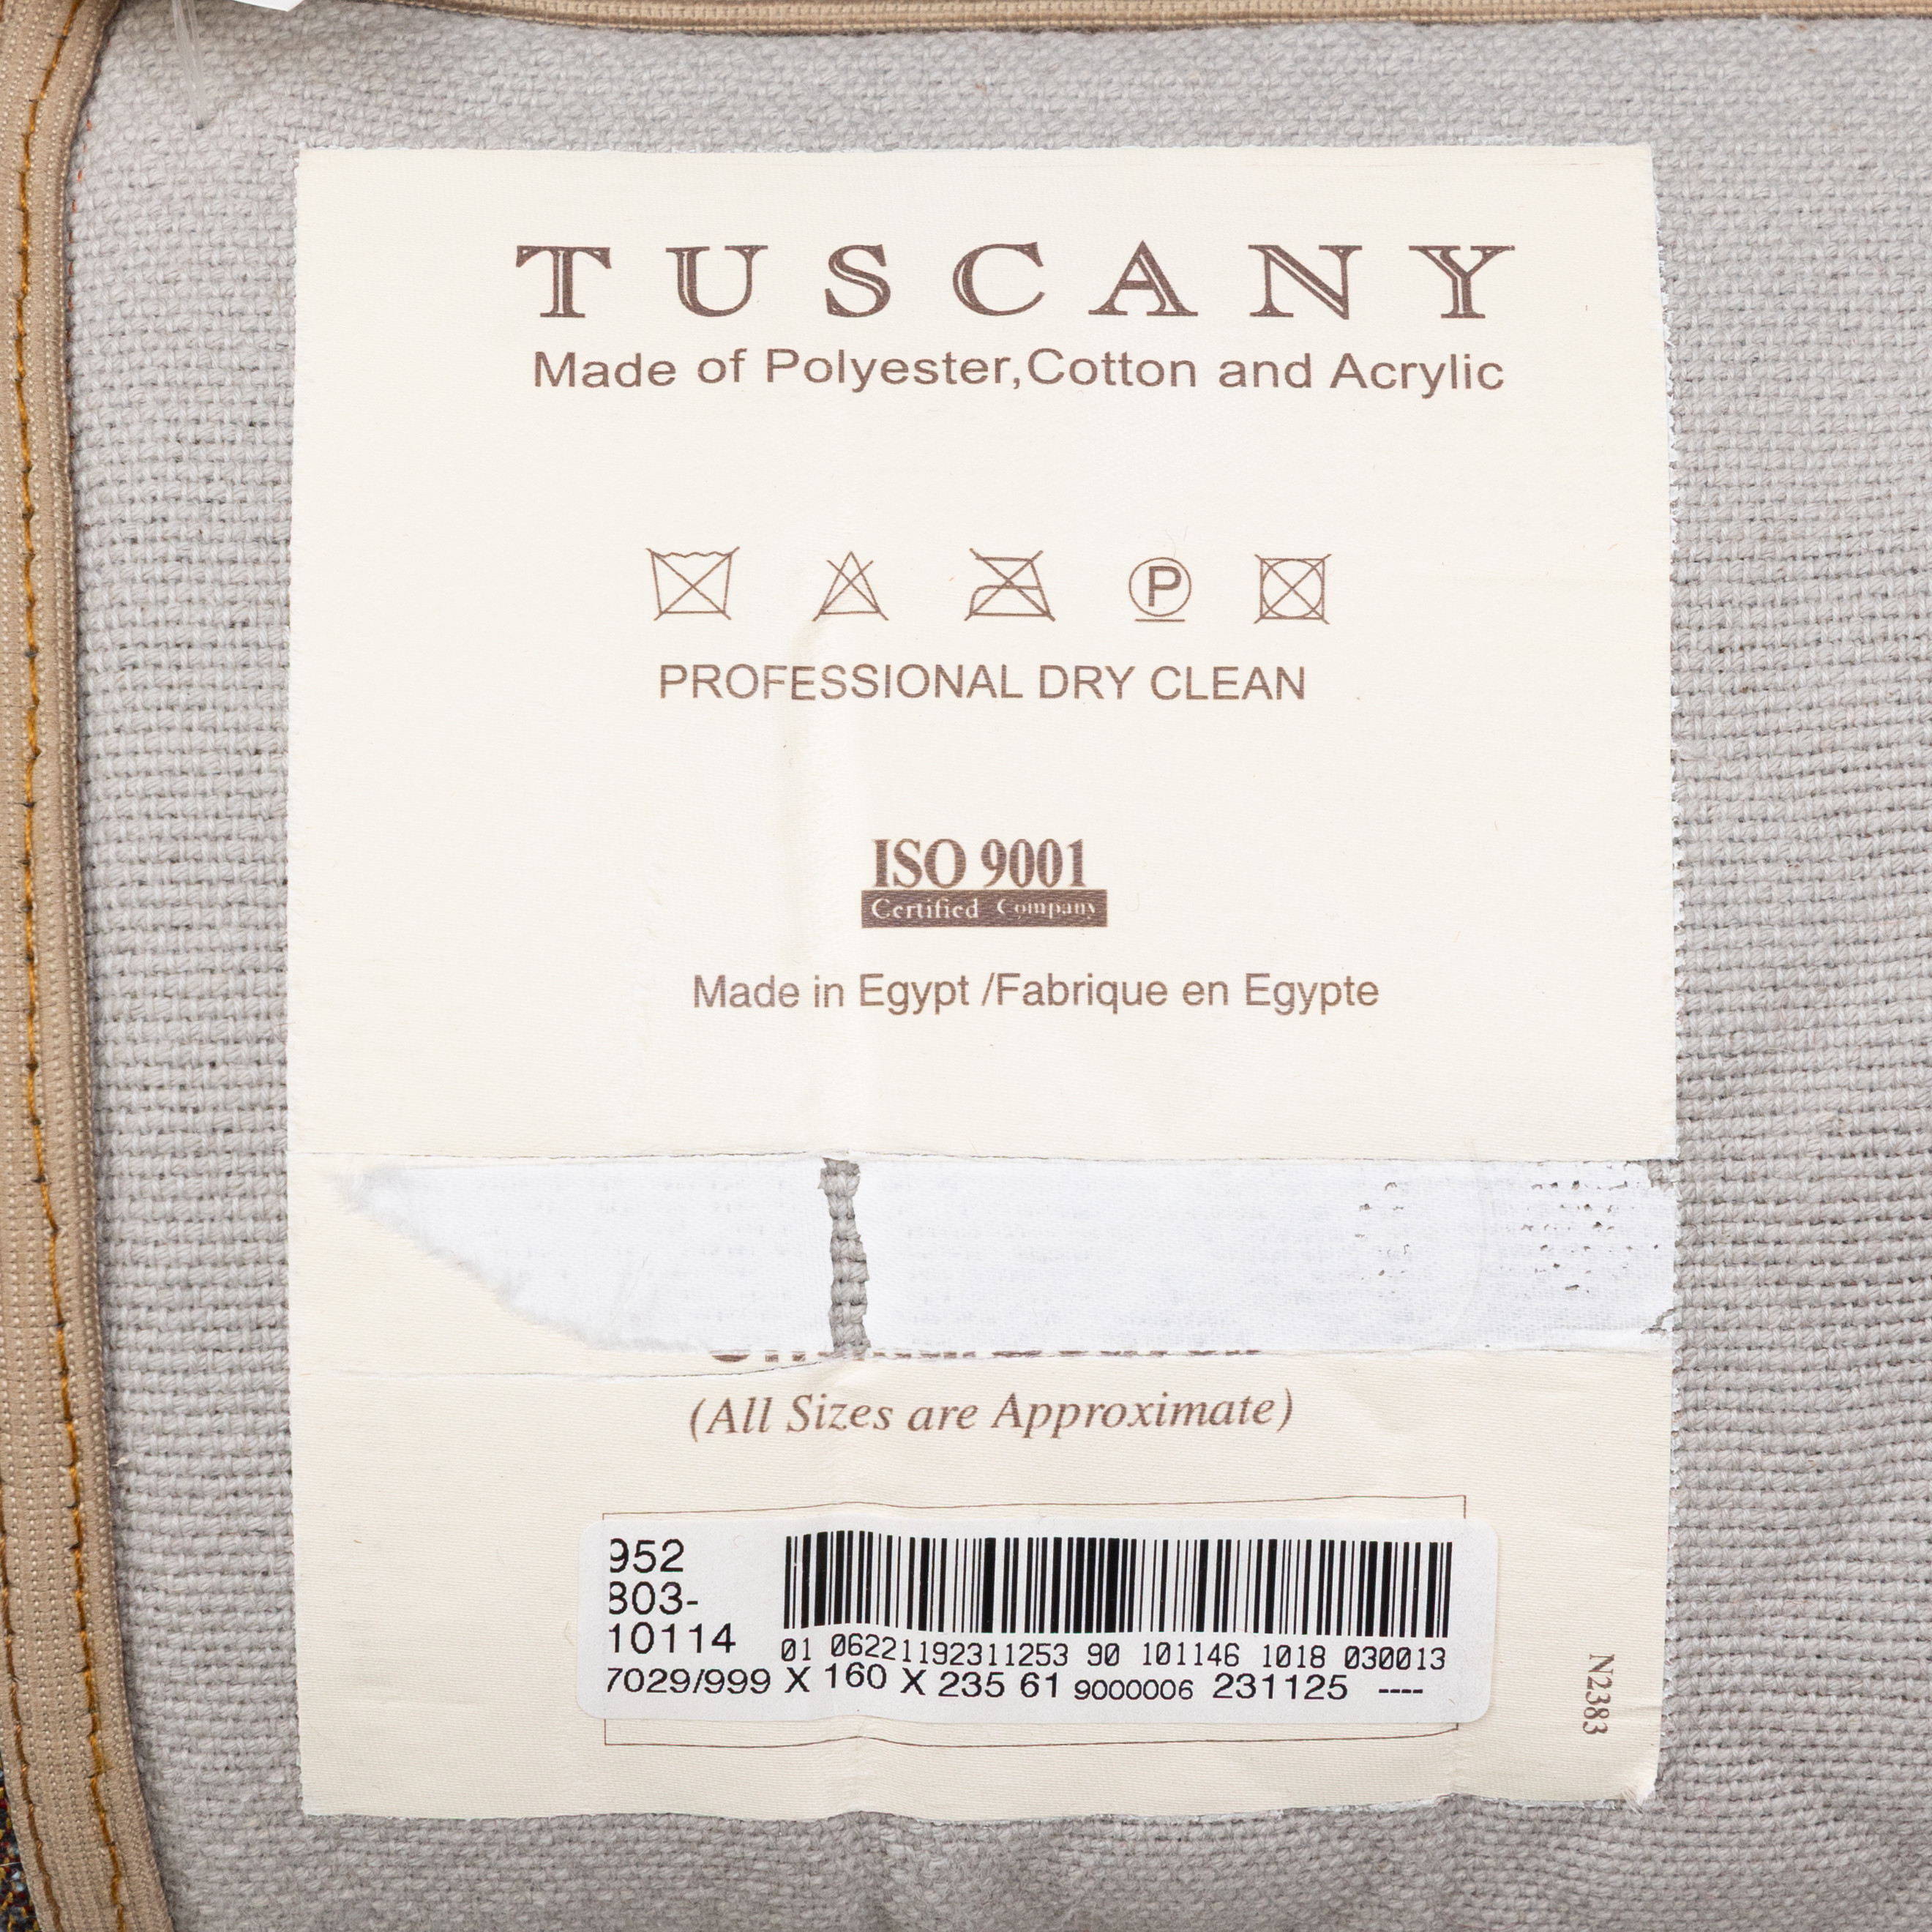 TUSCANY
Made of Polyester,Cotton and Acrylic
P
PROFESSIONAL DRY CLEAN
ISO 9001
Certified Company
Made in Egypt /Fabrique en Egypte
(All Sizes are Approximate)
952
803-
10114
01 06221192311253 90 101146 1018 030013
7029/999 X 160 X 235 61 9000006 231125 ----
N2383